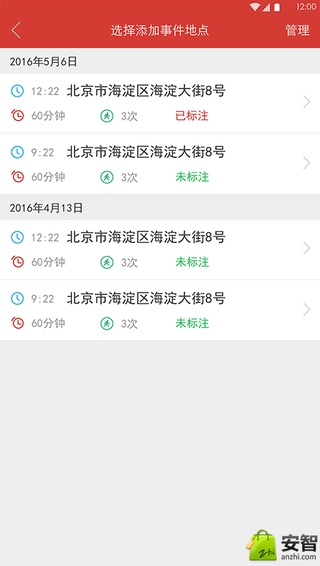 12:00
选择添加事件地点 管理
2016年5月6日
12:22 北京市海淀区海淀大街8号
60分钟 3次 已标注
9:22 北京市海淀区海淀大街8号
60分钟 3次 未标注
2016年4月13日
12:22 北京市海淀区海淀大街8号
60分钟 3次 未标注
9:22 北京市海淀区海淀大街8号
60分钟 3次 未标注
zhi 安智
anzhi.com